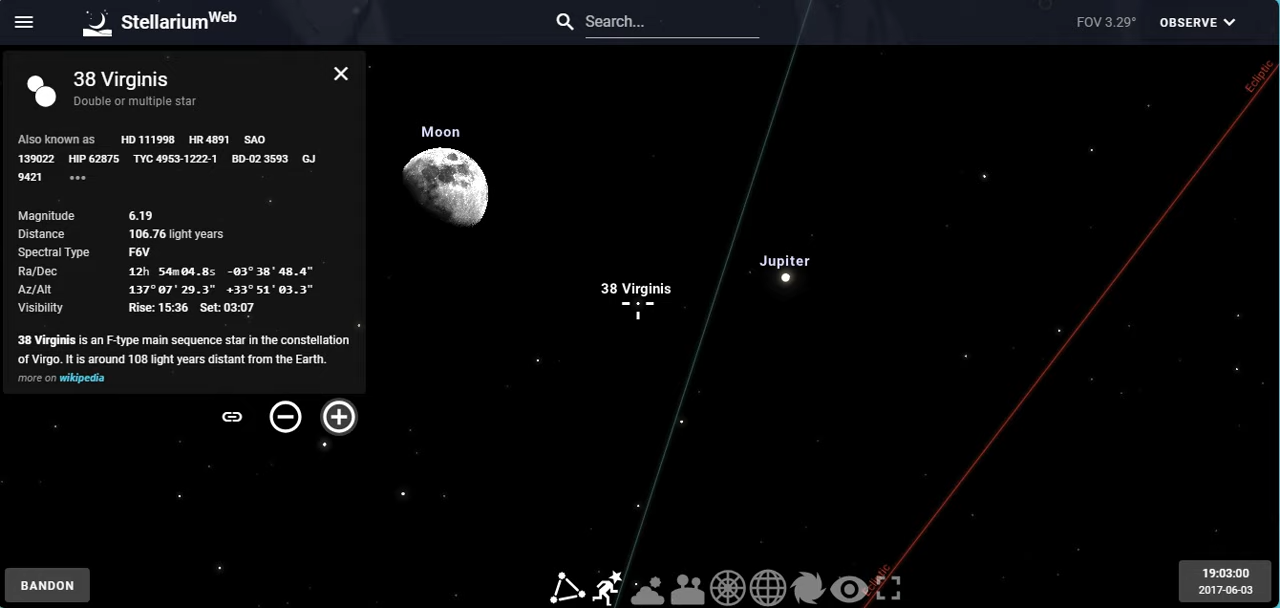 StellariumWeb
Search...
FOV 3.29°
OBSERVE
38 Virginis
Double or multiple star
Also known as HD 111998 HR 4891 SAO
139022 HIP 62875 TYC 4953-1222-1 BD-02 3593 GJ
9421 •••
Magnitude 6.19
Distance 106.76 light years
Spectral Type F6V
Ra/Dec 12h 54m04.8s -03°38'48.4"
Az/Alt 137°07'29.3" +33°51'03.3"
Visibility Rise: 15:36 Set: 03:07
38 Virginis is an F-type main sequence star in the constellation
of Virgo. It is around 108 light years distant from the Earth.
more on wikipedia
Moon
Jupiter
38 Virginis
Ecliptic
Ecliptic
BANDON
19:03:00
2017-06-03